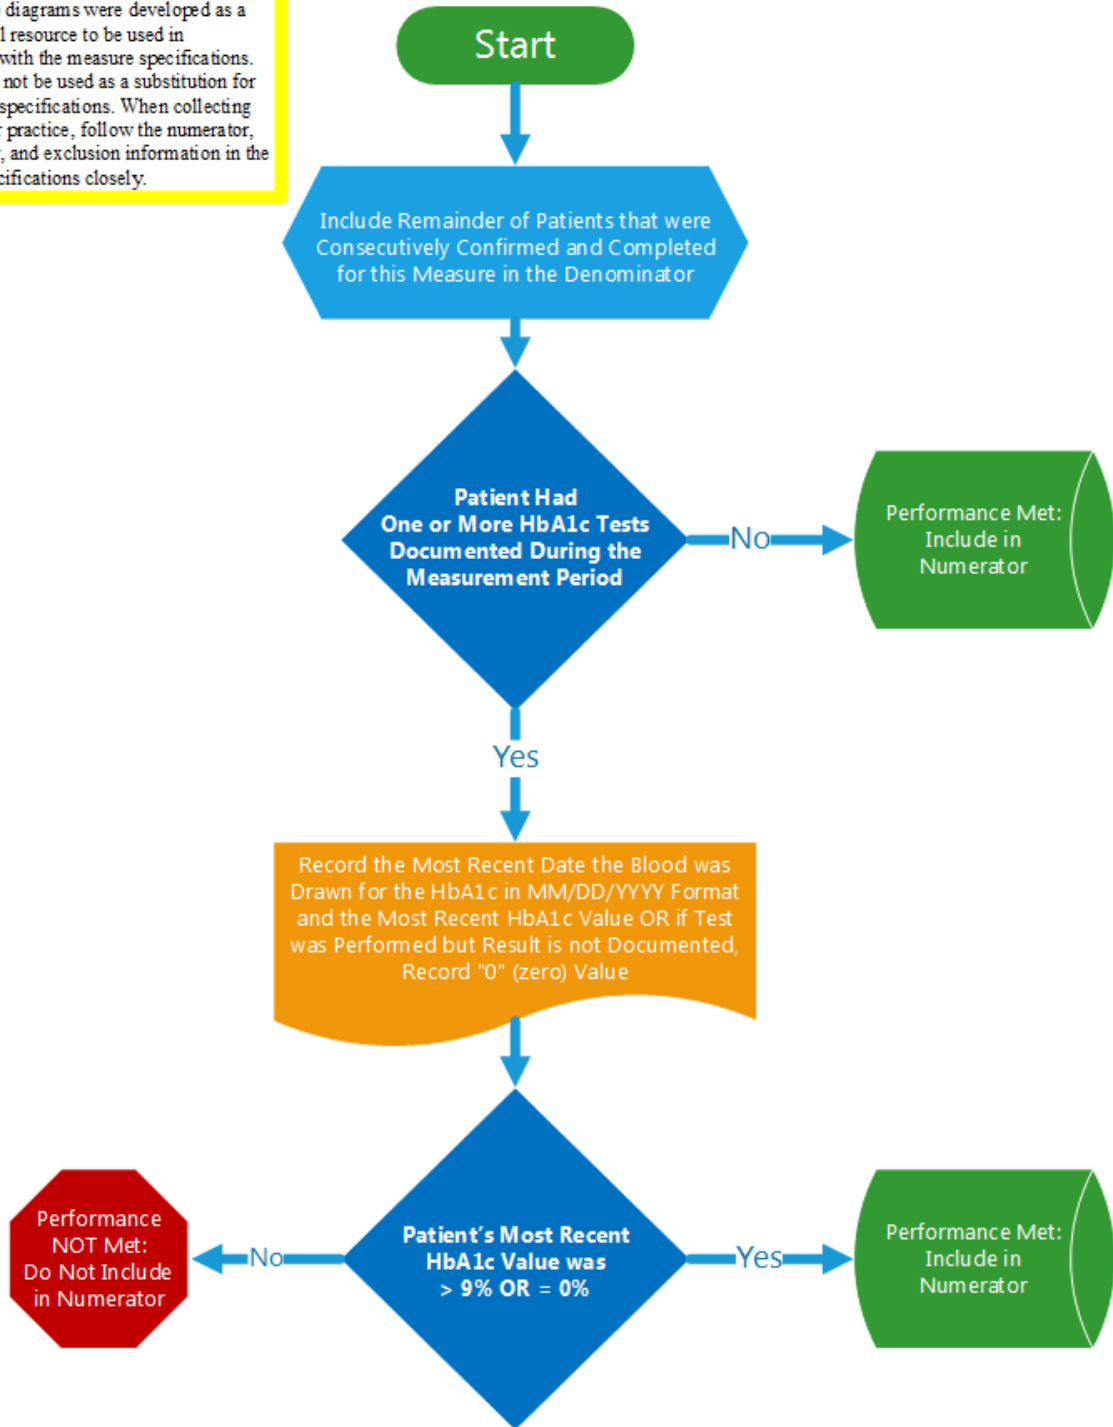 diagrams were developed as a
resource to be used in
with the measure specifications.
not be used as a substitution for
specifications. When collecting
practice, follow the numerator,
and exclusion information in the
closely.
Start
Include Remainder of Patients that were
Consecutively Confirmed and Completed
for this Measure in the Denominator
Patient Had
One or More HbA1c Tests
Documented During the
Measurement Period
No
Performance Met:
Include in
Numerator
Yes
Record the Most Recent Date the Blood was
Drawn for the HbA1c in MM/DD/YYYY Format
and the Most Recent HbA1c Value OR if Test
was Performed but Result is not Documented,
Record "0" (zero) Value
Patient's Most Recent
HbA1c Value was
> 9% OR = 0%
No
Performance
NOT Met:
Do Not Include
in Numerator
Yes
Performance Met:
Include in
Numerator